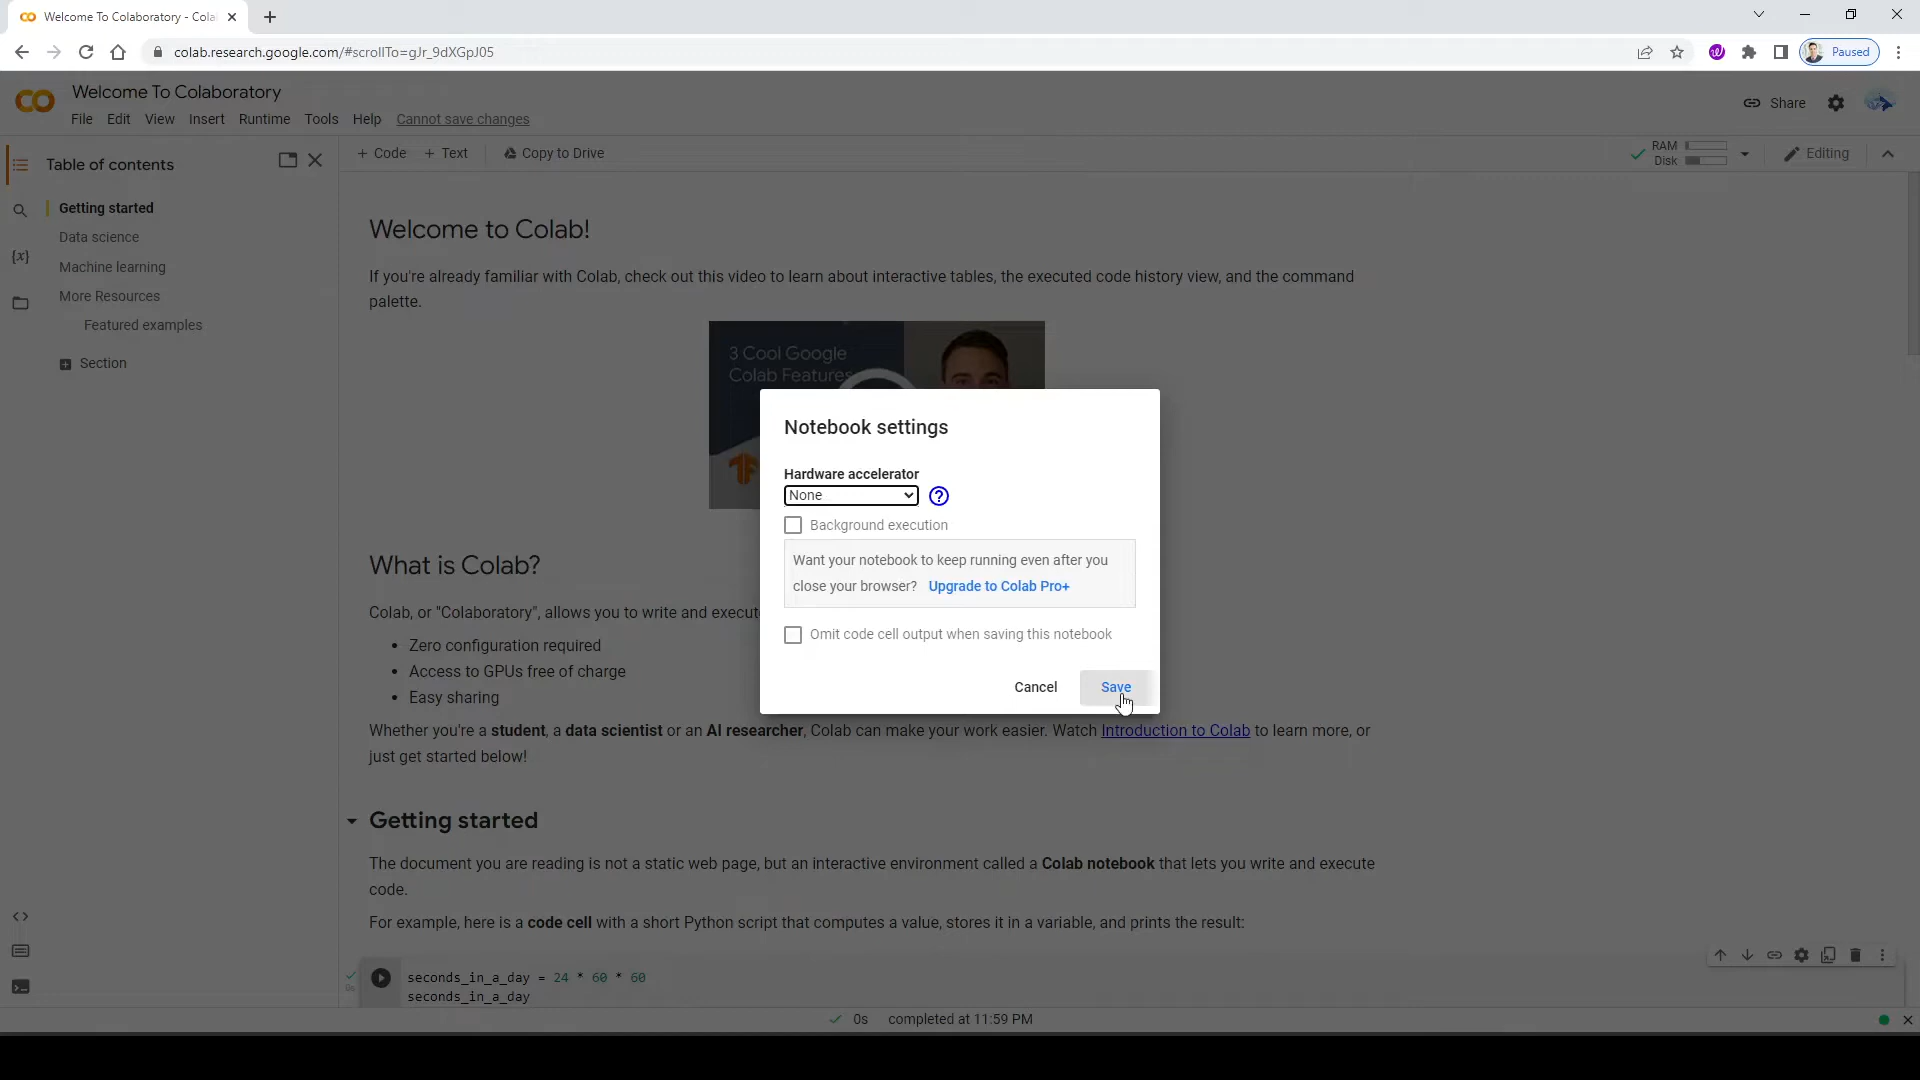 Welcome To Colaboratory - Cola
colab.research.google.com/#scrollTo=gJr_9dXGpJ05
Paused
Welcome To Colaboratory
Share
File Edit View Insert Runtime Tools Help Cannot save changes
Table of contents
+ Code + Text Copy to Drive
RAM
Disk
Editing
Getting started
Data science
Machine learning
More Resources
Featured examples
Section
Welcome to Colab!
If you're already familiar with Colab, check out this video to learn about interactive tables, the executed code history view, and the command
palette.
3 Cool Google
Colab Features
Notebook settings
Hardware accelerator
None
Background execution
Want your notebook to keep running even after you
close your browser? Upgrade to Colab Pro+
Omit code cell output when saving this notebook
Cancel Save
What is Colab?
Colab, or "Colaboratory", allows you to write and execut
• Zero configuration required
• Access to GPUs free of charge
• Easy sharing
Whether you're a student, a data scientist or an AI researcher, Colab can make your work easier. Watch Introduction to Colab to learn more, or
just get started below!
Getting started
The document you are reading is not a static web page, but an interactive environment called a Colab notebook that lets you write and execute
code.
For example, here is a code cell with a short Python script that computes a value, stores it in a variable, and prints the result:
seconds_in_a_day = 24 * 60 * 60
0s
seconds_in_a_day
0s completed at 11:59 PM